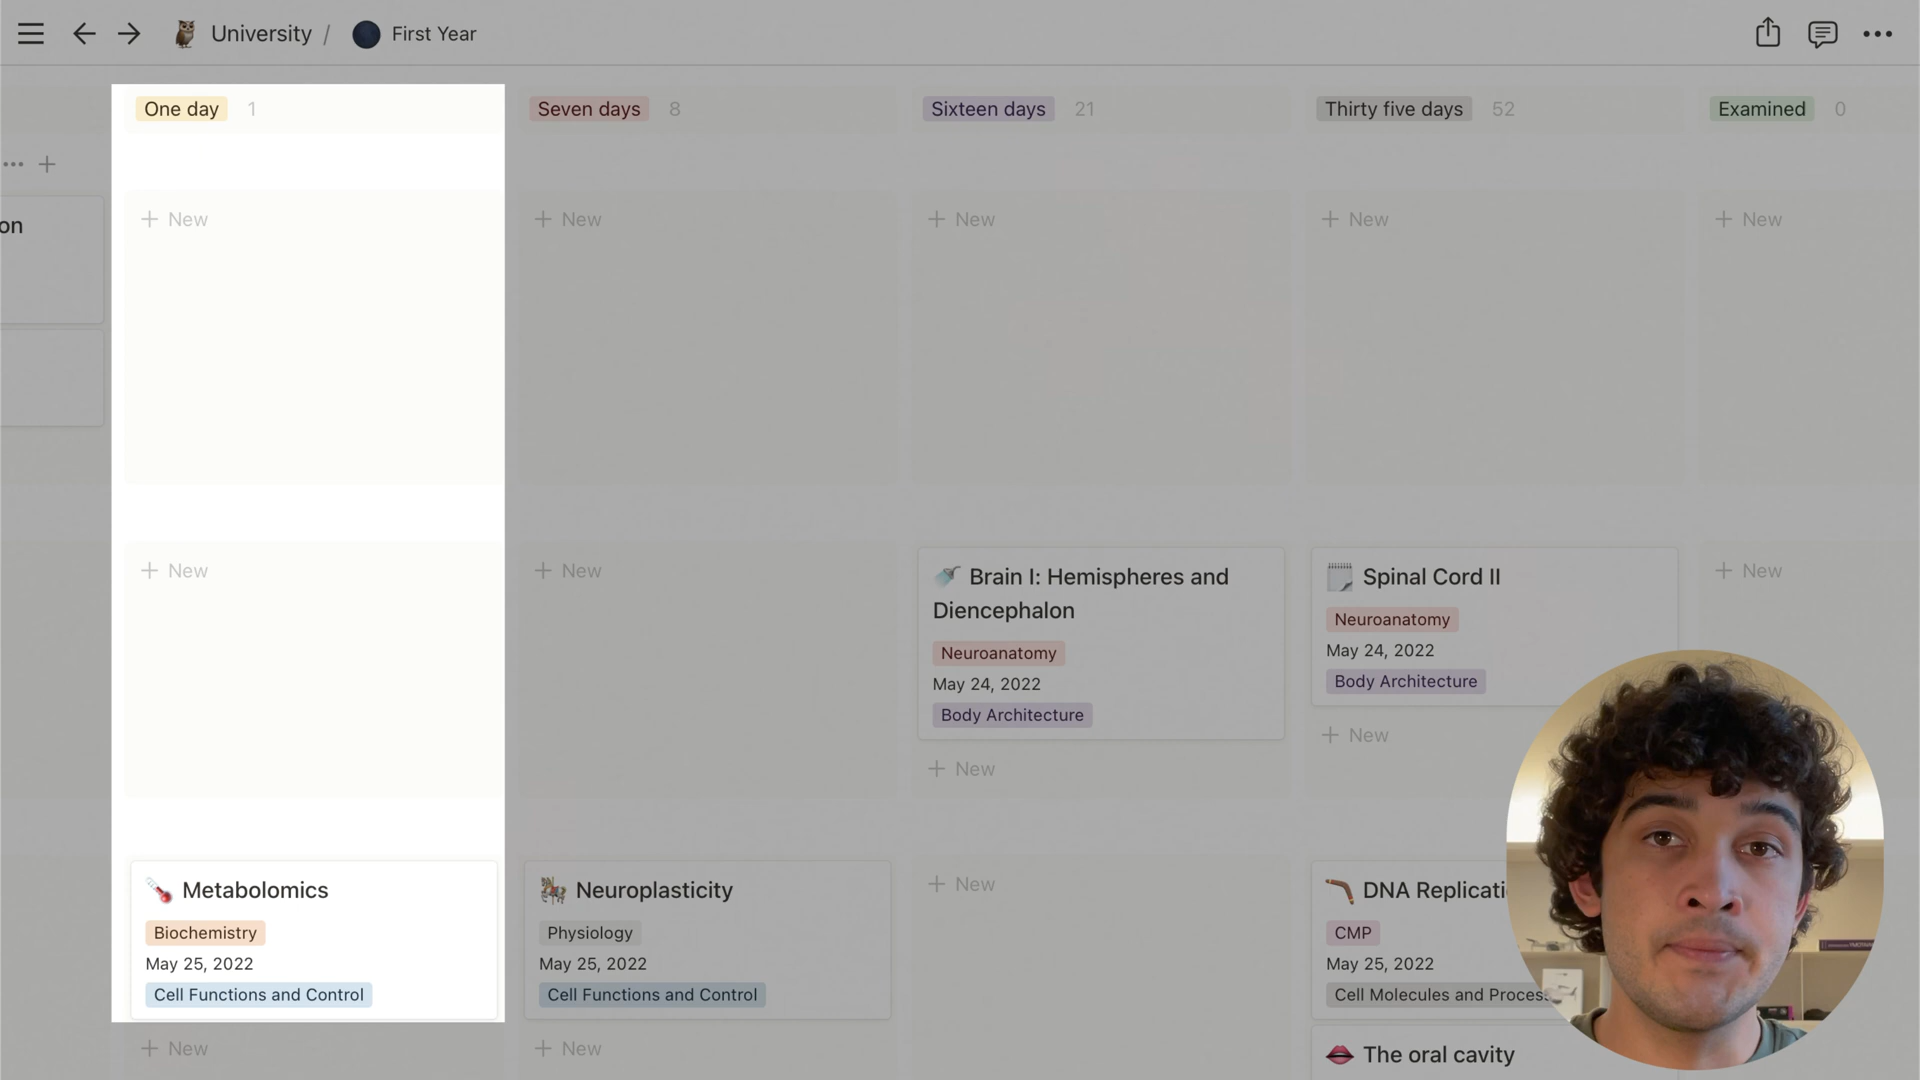 University / First Year
One day 1
Seven days 8
Sixteen days 21
Thirty five days 52
Examined 0
on
+ New
+ New
+ New
+ New
+ New
+ New
+ New
Brain I: Hemispheres and
Diencephalon
Neuroanatomy
May 24, 2022
Body Architecture
+ New
Spinal Cord II
Neuroanatomy
May 24, 2022
Body Architecture
+ New
+ New
Metabolomics
Biochemistry
May 25, 2022
Cell Functions and Control
+ New
Neuroplasticity
Physiology
May 25, 2022
Cell Functions and Control
+ New
+ New
DNA Replicati
CMP
May 25, 2022
Cell Molecules and Process
The oral cavity